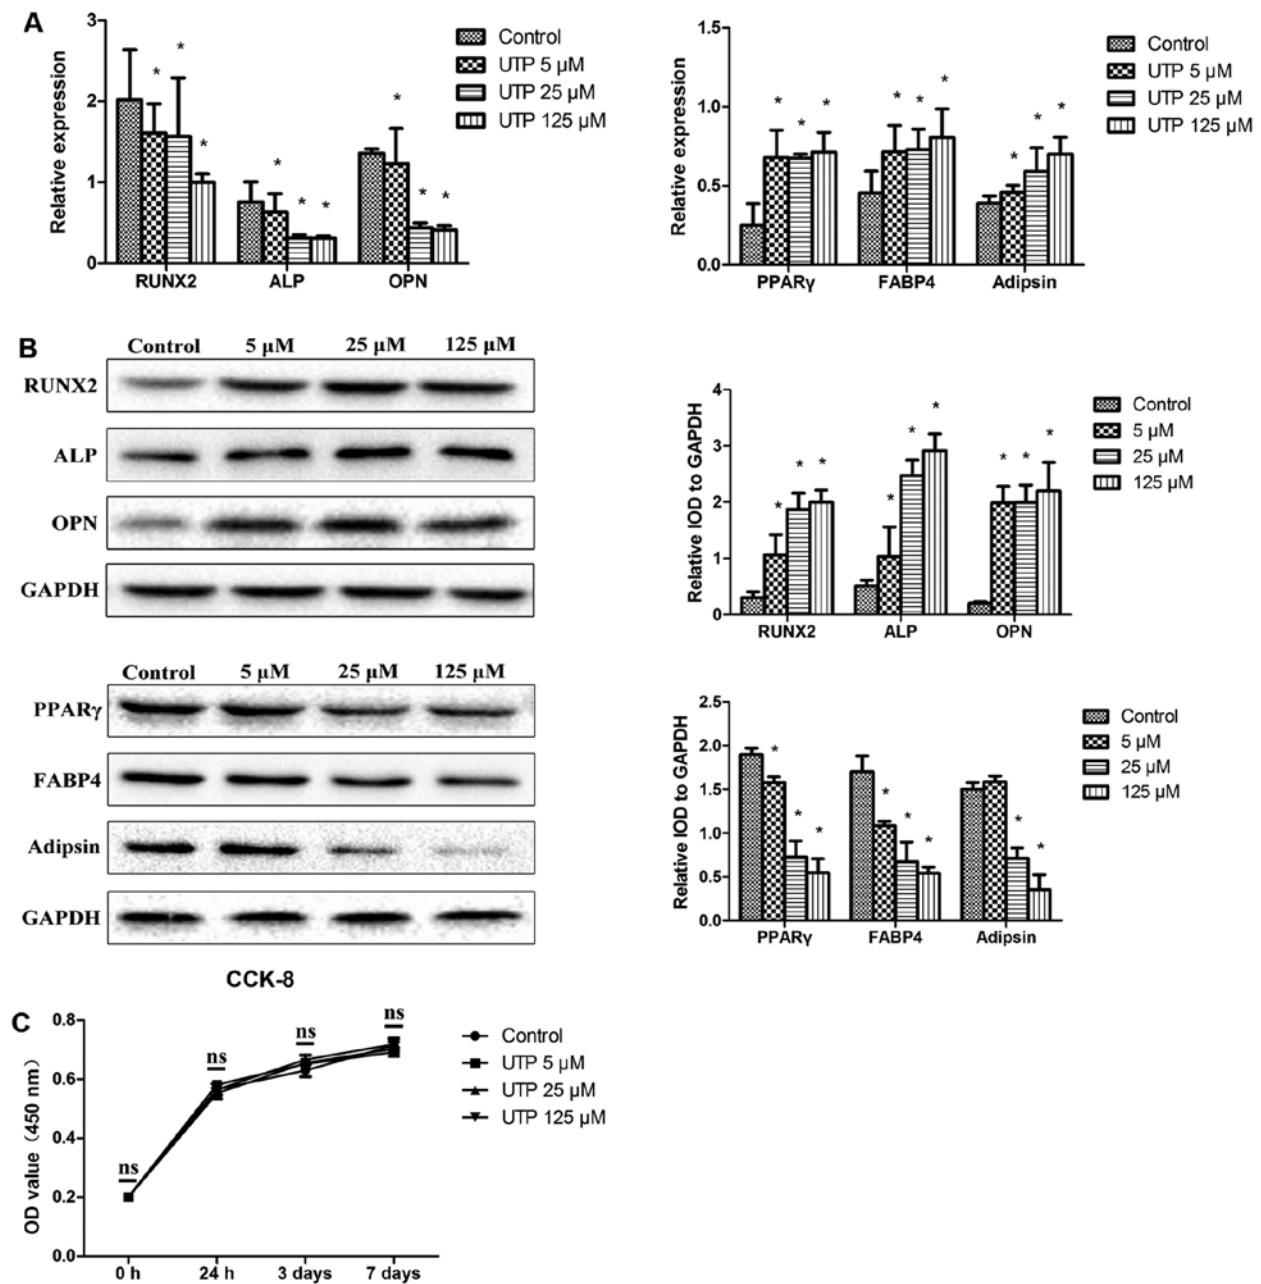 A
Relative expression
3
2
1
0
* * *
* * *
* * *
RUNX2 ALP OPN
Control
UTP 5 μM
UTP 25 μM
UTP 125 μM
Relative expression
1.5
1.0
0.5
0.0
* * *
* * *
* * *
PPARγ FABP4 Adipsin
Control
UTP 5 μM
UTP 25 μM
UTP 125 μM
B
Control 5 μM 25 μM 125 μM
RUNX2
ALP
OPN
GAPDH
Relative IOD to GAPDH
4
3
2
1
0
* * *
* * *
* * *
RUNX2 ALP OPN
Control
5 μM
25 μM
125 μM
Control 5 μM 25 μM 125 μM
PPARγ
FABP4
Adipsin
GAPDH
Relative IOD to GAPDH
2.5
2.0
1.5
1.0
0.5
0.0
* * *
* * *
* *
PPARγ FABP4 Adipsin
Control
5 μM
25 μM
125 μM
CCK-8
C
OD value (450 nm)
0.8
0.6
0.4
0.2
0.0
ns ns ns ns
0 h 24 h 3 days 7 days
Control
UTP 5 μM
UTP 25 μM
UTP 125 μM